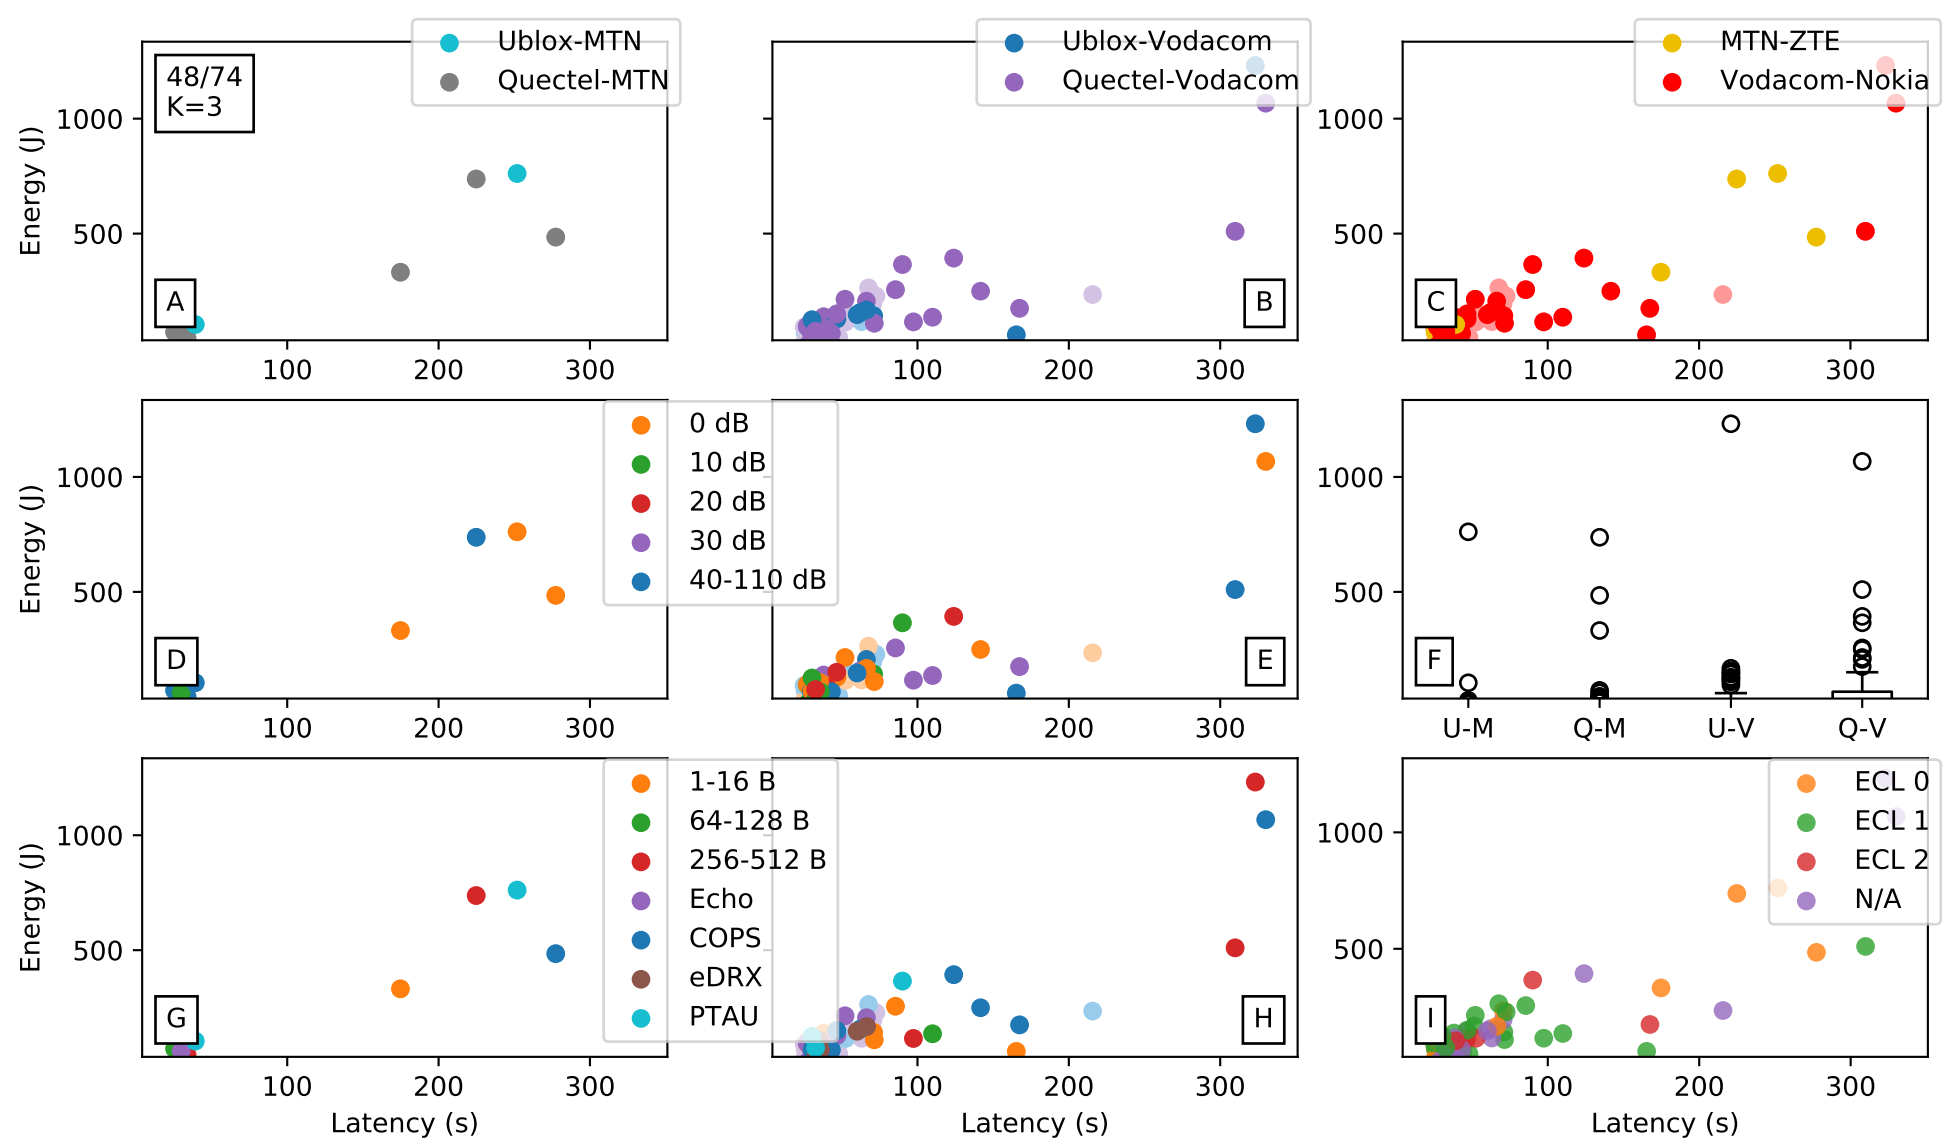 Ublox-MTN
Quectel-MTN
48/74
K=3
1000
500
Energy (J)
A
100 200 300
Ublox-Vodacom
Quectel-Vodacom
B
100 200 300
MTN-ZTE
Vodacom-Nokia
1000
500
C
100 200 300
0 dB
10 dB
20 dB
30 dB
40-110 dB
1000
500
Energy (J)
D
100 200 300
E
100 200 300
1000
500
F
U-M Q-M U-V Q-V
1-16 B
64-128 B
256-512 B
Echo
COPS
eDRX
PTAU
1000
500
Energy (J)
G
100 200 300
Latency (s)
H
100 200 300
Latency (s)
ECL 0
ECL 1
ECL 2
N/A
1000
500
I
100 200 300
Latency (s)